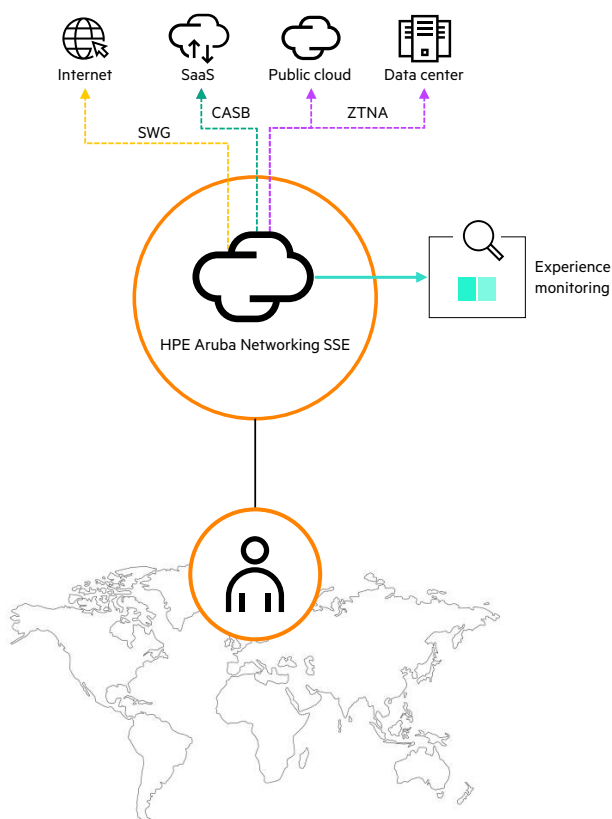 Internet
SaaS
Public cloud
Data center
CASB
ZTNA
SWG
Experience
monitoring
HPE Aruba Networking SSE